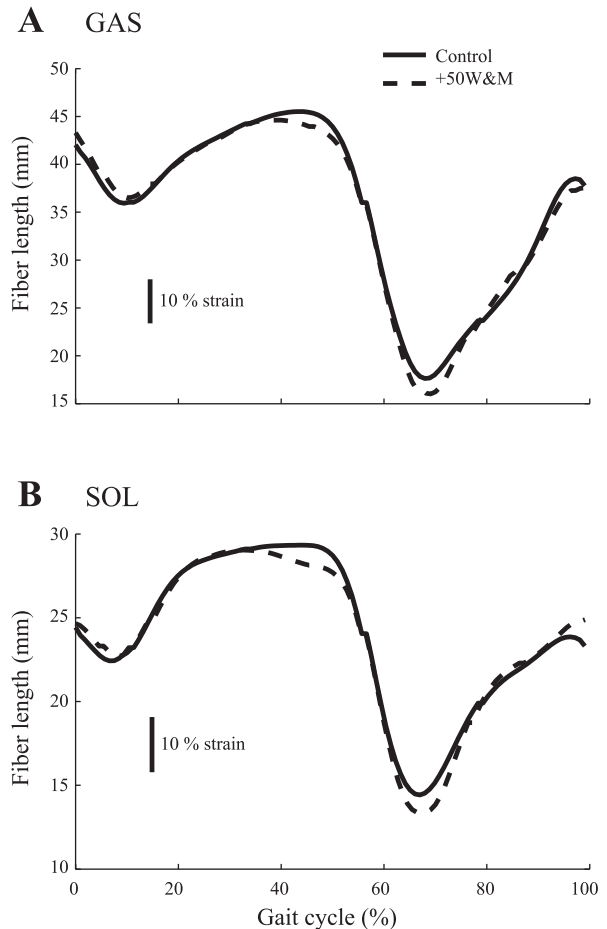 A GAS
Control
+50W&M
50
45
40
35
30
25
20
15
Fiber length (mm)
10 % strain
B SOL
30
25
20
15
10
Fiber length (mm)
10 % strain
0 20 40 60 80 100
Gait cycle (%)